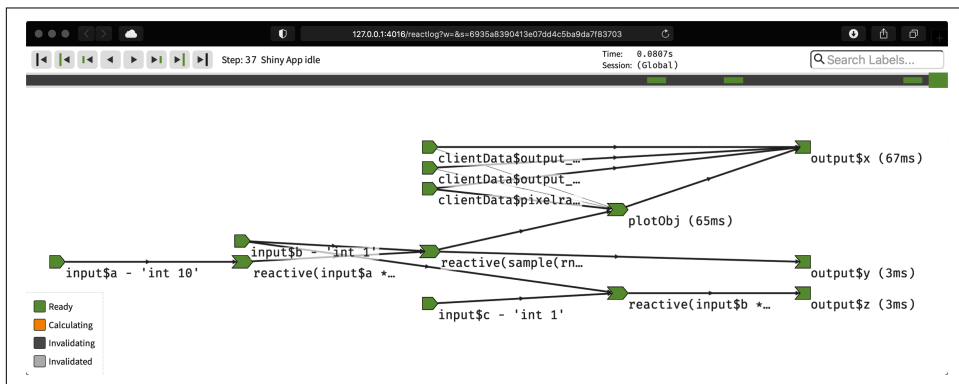 127.0.0.1:4016/reactlog?w=&s=6935a8390413e07dd4c5ba9da7f83703
Step: 37 Shiny App idle
Time: 0.0807s
Session: (Global)
Search Labels...
clientData$output_…
output$x (67ms)
clientData$output_…
clientData$pixelra…
plotObj (65ms)
input$b - 'int 1'
reactive(sample(rn…
input$a - 'int 10'
reactive(input$a *…
output$y (3ms)
reactive(input$b *…
output$z (3ms)
input$c - 'int 1'
Ready
Calculating
Invalidating
Invalidated